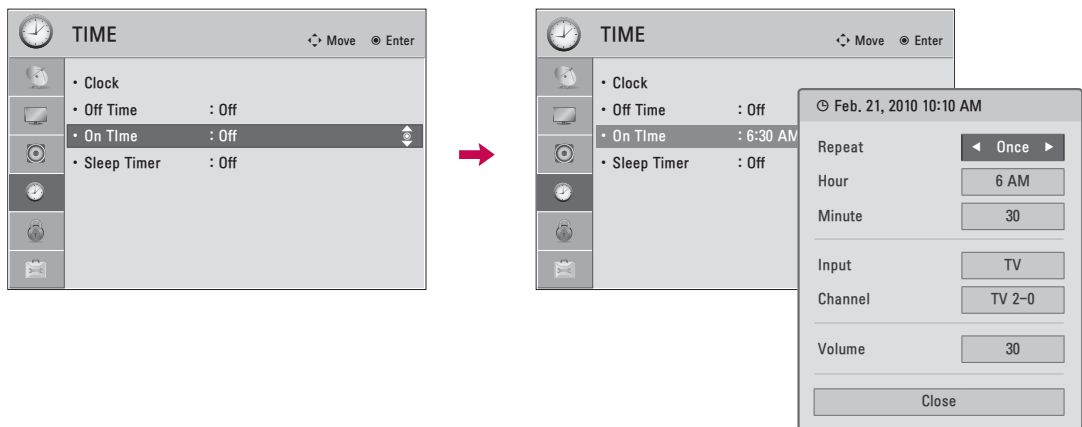 TIME
Move Enter
• Clock
• Off Time : Off
• On TIme : Off
• Sleep Timer : Off
TIME
Move Enter
• Clock
• Off Time : Off
• On TIme : 6:30 AM
• Sleep Timer : Off
Feb. 21, 2010 10:10 AM
Repeat ◄ Once ►
Hour 6 AM
Minute 30
Input TV
Channel TV 2-0
Volume 30
Close